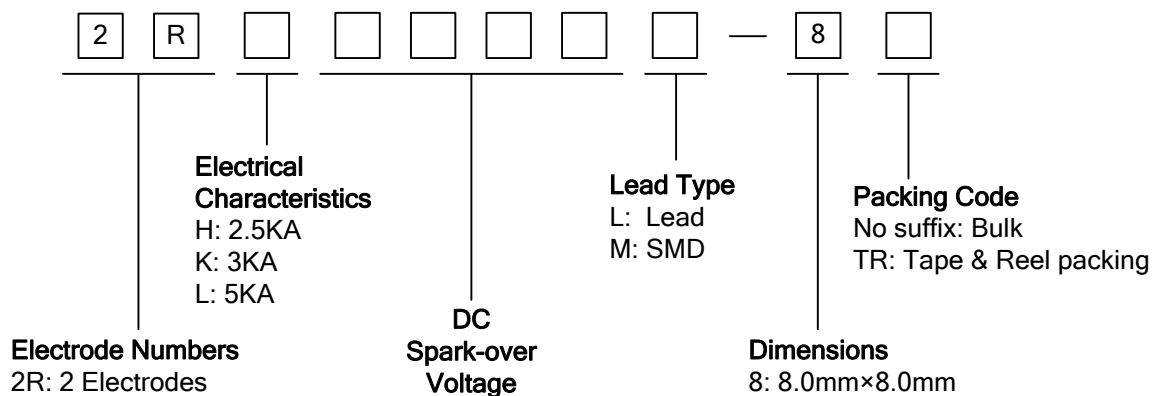 2 R — 8
Electrical
Characteristics
H: 2.5KA
K: 3KA
L: 5KA
Lead Type
L: Lead
M: SMD
Packing Code
No suffix: Bulk
TR: Tape & Reel packing
Electrode Numbers
2R: 2 Electrodes
DC
Spark-over
Voltage
Dimensions
8: 8.0mm×8.0mm